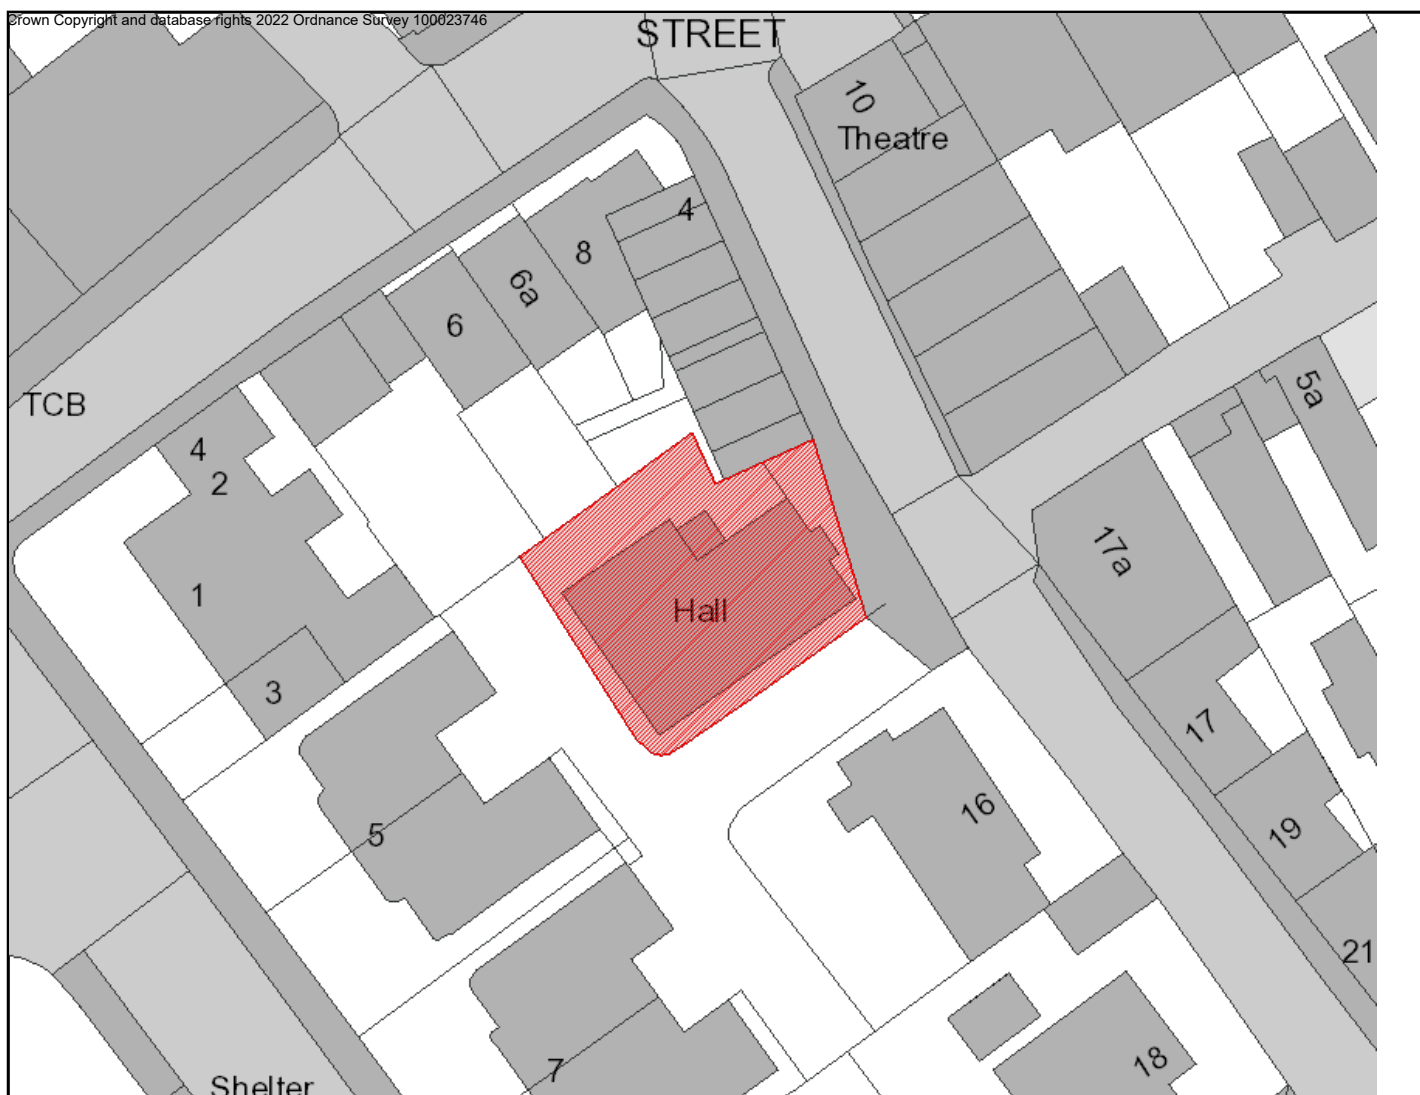 Crown Copyright and database rights 2022 Ordnance Survey 100023746
STREET
10
Theatre
4
8
6a
6
5a
TCB
4
2
17a
1
Hall
3
17
16
5
19
21
18
7
Shelter